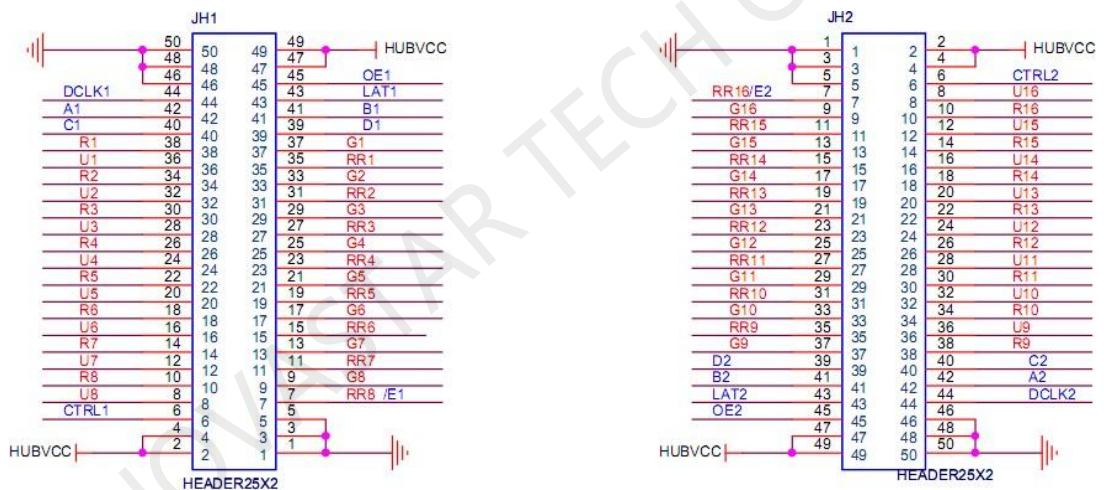 JH1
50 50 49 49 HUBVCC
48 48 47 47
46 46 45 45 OE1
DCLK1 44 44 43 43 LAT1
A1 42 42 41 41 B1
C1 40 40 39 39 D1
R1 38 38 37 37 G1
U1 36 36 35 35 RR1
R2 34 34 33 33 G2
U2 32 32 31 31 RR2
R3 30 30 29 29 G3
U3 28 28 27 27 RR3
R4 26 26 25 25 G4
U4 24 24 23 23 RR4
R5 22 22 21 21 G5
U5 20 20 19 19 RR5
R6 18 18 17 17 G6
U6 16 16 15 15 RR6
R7 14 14 13 13 G7
U7 12 12 11 11 RR7
R8 10 10 9 9 G8
U8 8 8 7 7 RR8 /E1
CTRL1 6 6 5 5
4 4 3 3
HUBVCC 2 2 1 1
HEADER25X2
JH2
1 1 2 2 HUBVCC
3 3 4 4
5 5 6 6 CTRL2
RR16/E2 7 7 8 8 U16
G16 9 9 10 10 R16
RR15 11 11 12 12 U15
G15 13 13 14 14 R15
RR14 15 15 16 16 U14
G14 17 17 18 18 R14
RR13 19 19 20 20 U13
G13 21 21 22 22 R13
RR12 23 23 24 24 U12
G12 25 25 26 26 R12
RR11 27 27 28 28 U11
G11 29 29 30 30 R11
RR10 31 31 32 32 U10
G10 33 33 34 34 R10
RR9 35 35 36 36 U9
G9 37 37 38 38 R9
D2 39 39 40 40 C2
B2 41 41 42 42 A2
LAT2 43 43 44 44 DCLK2
OE2 45 45 46 46
47 47 48 48
HUBVCC 49 49 50 50
HEADER25X2
NOVASTAR TECH